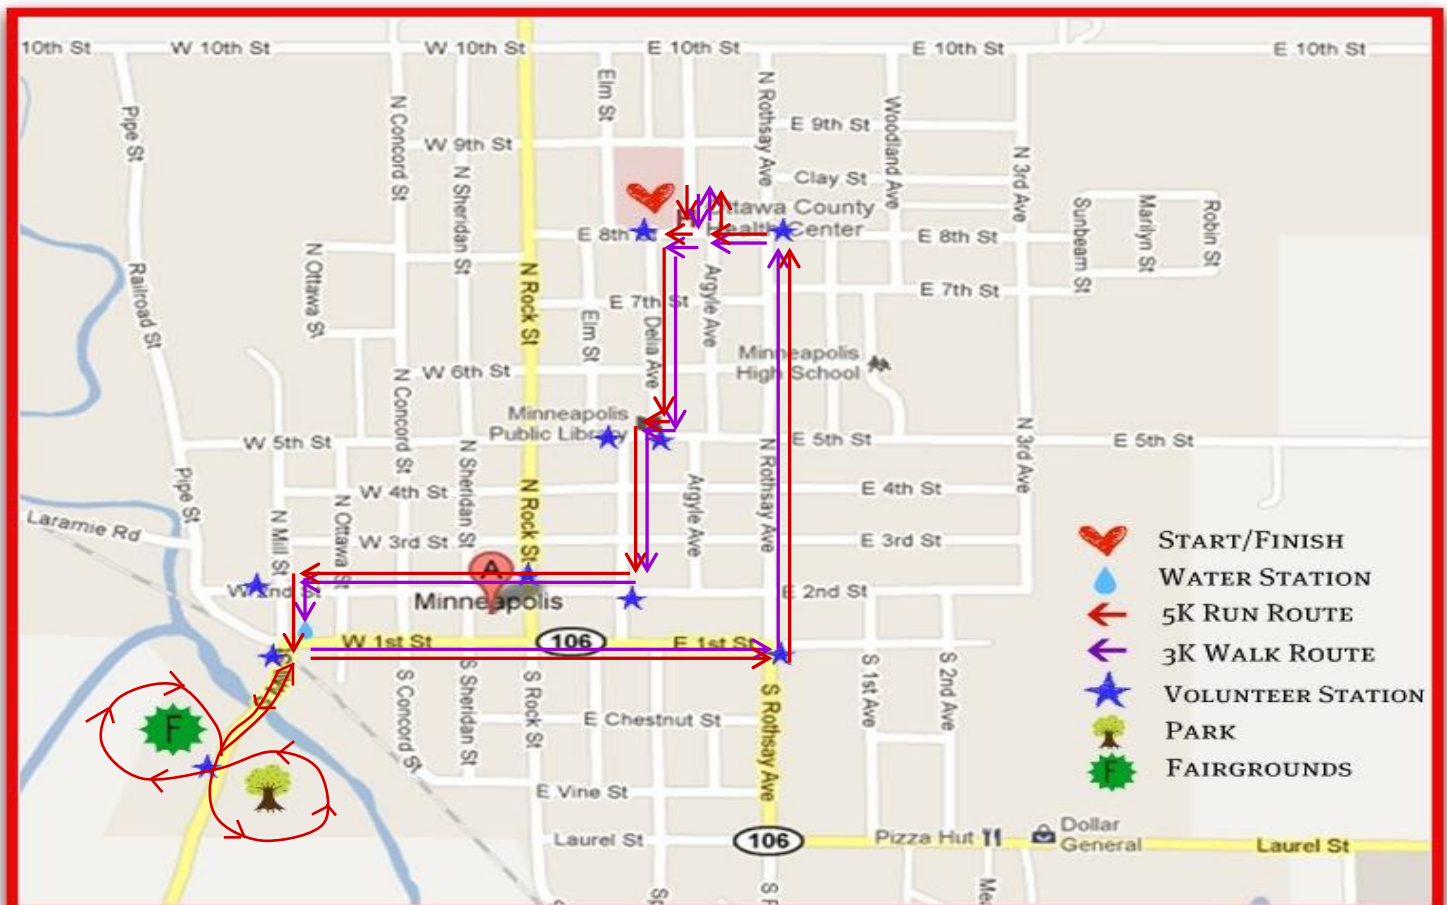 10th St
W 10th St
W 10th St
E 10th St
E 10th St
E 10th St
Pipe St
N Concord St
Elm St
N Rothsay Ave
Woodland Ave
E 9th St
W 9th St
N Sheridan St
N 3rd Ave
Clay St
Ottawa County
Health Center
Sunbeam St
Marilyn St
Robin St
E 8th St
E 8th St
N Ottawa St
Railroad St
N Rock St
E 7th St
E 7th St
Argyle Ave
Elm St
Delia Ave
Minneapolis
High School
W 6th St
N Concord St
Minneapolis
Public Library
W 5th St
E 5th St
E 5th St
N Sheridan St
N Rothsay Ave
N 3rd Ave
Pipe St
W 4th St
E 4th St
N Rock St
Argyle Ave
N Mill St
N Ottawa St
Laramie Rd
W 3rd St
E 3rd St
A
W 2nd St
E 2nd St
Minneapolis
W 1st St
106
E 1st St
S Concord St
S Sheridan St
S Rock St
S Rothsay Ave
S 1st Ave
S 2nd Ave
E Chestnut St
F
E Vine St
Laurel St
106
Pizza Hut
Dollar
General
Laurel St
Start/Finish
Water Station
5K Run Route
3K Walk Route
Volunteer Station
Park
F
Fairgrounds